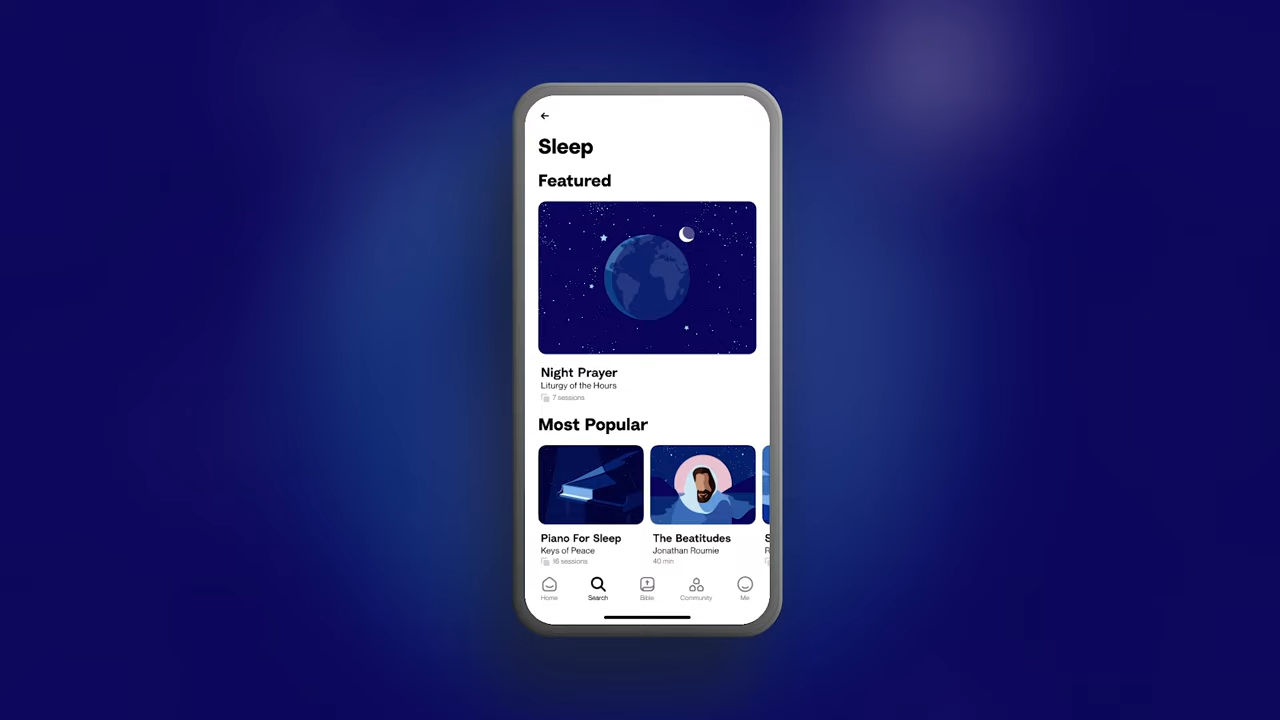 Sleep
Featured
Night Prayer
Liturgy of the Hours
7 sessions
Most Popular
Piano For Sleep
Keys of Peace
16 sessions
The Beatitudes
Jonathan Roumie
40 min
S
R
Home
Search
Bible
Community
Me